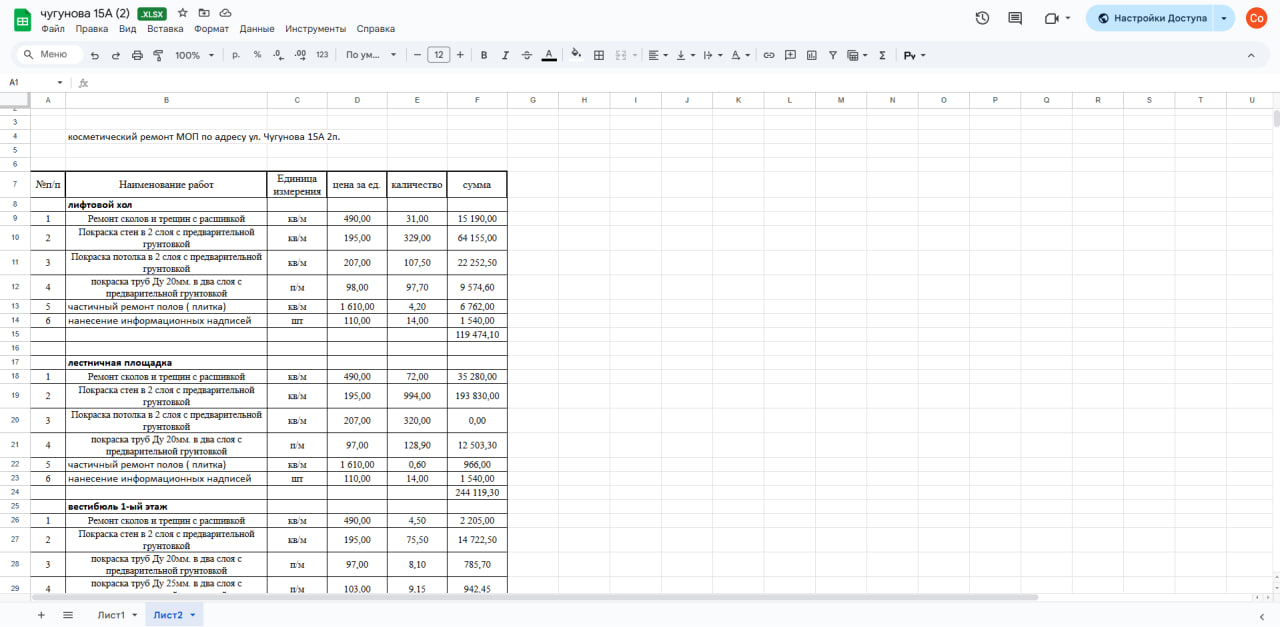 чугунова 15А (2) .XLSX
Файл Правка Вид Вставка Формат Данные Инструменты Справка
Настройки Доступа
Co
Меню 100% р. % .0 .00 123 По ум... 12 B I A Σ Py
A1 fx
A B C D E F G H I J K L M N O P Q R S T U
3
4 косметический ремонт МОП по адресу ул. Чугунова 15А 2п.
5
6
7 №п/п Наименование работ Единица измерения цена за ед. каличество сумма
8 лифтовой хол
9 1 Ремонт сколов и трещин с расшивкой кв/м 490,00 31,00 15 190,00
10 2 Покраска стен в 2 слоя с предварительной грунтовкой кв/м 195,00 329,00 64 155,00
11 3 Покраска потолка в 2 слоя с предварительной грунтовкой кв/м 207,00 107,50 22 252,50
12 4 покраска труб Ду 20мм. в два слоя с предварительной грунтовкой п/м 98,00 97,70 9 574,60
13 5 частичный ремонт полов ( плитка) кв/м 1 610,00 4,20 6 762,00
14 6 нанесение информационных надписей шт 110,00 14,00 1 540,00
15 119 474,10
16
17 лестничная площадка
18 1 Ремонт сколов и трещин с расшивкой кв/м 490,00 72,00 35 280,00
19 2 Покраска стен в 2 слоя с предварительной грунтовкой кв/м 195,00 994,00 193 830,00
20 3 Покраска потолка в 2 слоя с предварительной грунтовкой кв/м 207,00 320,00 0,00
21 4 покраска труб Ду 20мм. в два слоя с предварительной грунтовкой п/м 97,00 128,90 12 503,30
22 5 частичный ремонт полов ( плитка) кв/м 1 610,00 0,60 966,00
23 6 нанесение информационных надписей шт 110,00 14,00 1 540,00
24 244 119,30
25 вестибюль 1-ый этаж
26 1 Ремонт сколов и трещин с расшивкой кв/м 490,00 4,50 2 205,00
27 2 Покраска стен в 2 слоя с предварительной грунтовкой кв/м 195,00 75,50 14 722,50
28 3 покраска труб Ду 20мм. в два слоя с предварительной грунтовкой п/м 97,00 8,10 785,70
29 4 покраска труб Ду 25мм. в два слоя с п/м 103,00 9,15 942,45
Лист1 Лист2